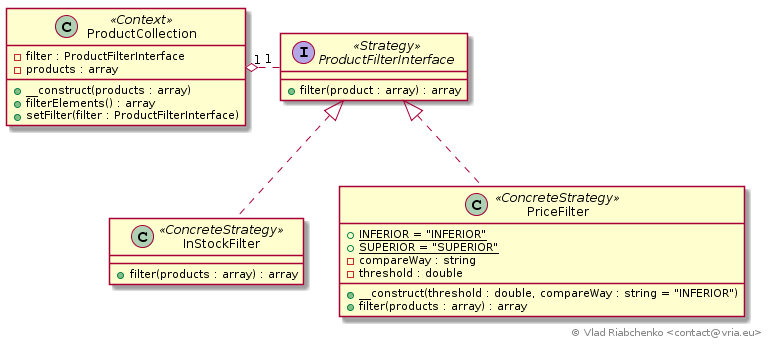 C
«Context»
ProductCollection
filter : ProductFilterInterface
products : array
__construct(products : array)
filterElements() : array
setFilter(filter : ProductFilterInterface)
1 1
I
«Strategy»
ProductFilterInterface
filter(product : array) : array
C
«ConcreteStrategy»
InStockFilter
filter(products : array) : array
C
«ConcreteStrategy»
PriceFilter
INFERIOR = "INFERIOR"
SUPERIOR = "SUPERIOR"
compareWay : string
threshold : double
__construct(threshold : double, compareWay : string = "INFERIOR")
filter(products : array) : array
© Vlad Riabchenko <contact@vria.eu>